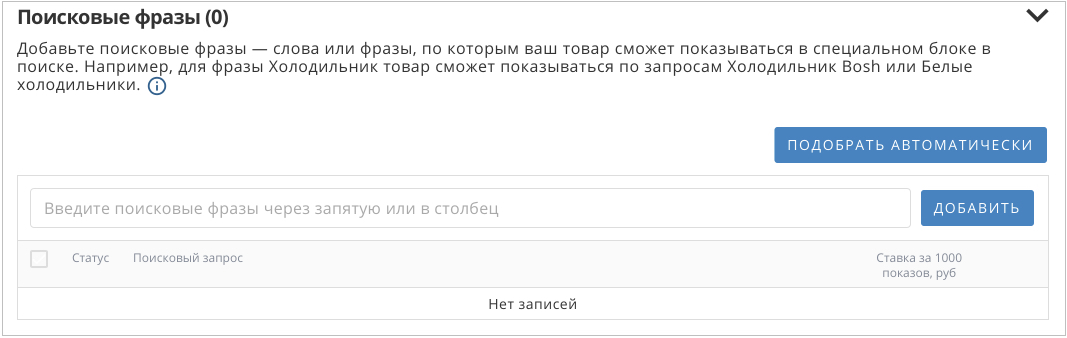 Поисковые фразы (0)
Добавьте поисковые фразы — слова или фразы, по которым ваш товар сможет показываться в специальном блоке в
поиске. Например, для фразы Холодильник товар сможет показываться по запросам Холодильник Bosh или Белые
холодильники.
ПОДОБРАТЬ АВТОМАТИЧЕСКИ
Введите поисковые фразы через запятую или в столбец
ДОБАВИТЬ
Статус Поисковый запрос Ставка за 1000
показов, руб
Нет записей